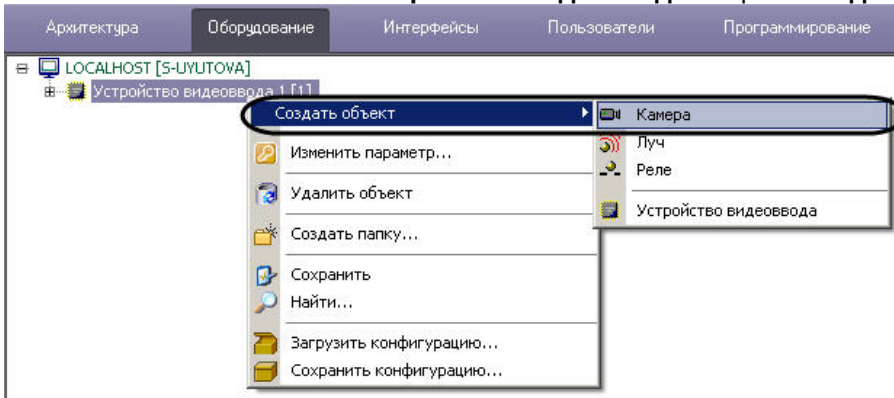 Архитектура Оборудование Интерфейсы Пользователи Программирование
LOCALHOST [S-UYUTOVA]
Устройство видеоввода 1 [1]
Создать объект
Камера
Изменить параметр...
Луч
Реле
Удалить объект
Устройство видеоввода
Создать папку...
Сохранить
Найти...
Загрузить конфигурацию...
Сохранить конфигурацию...